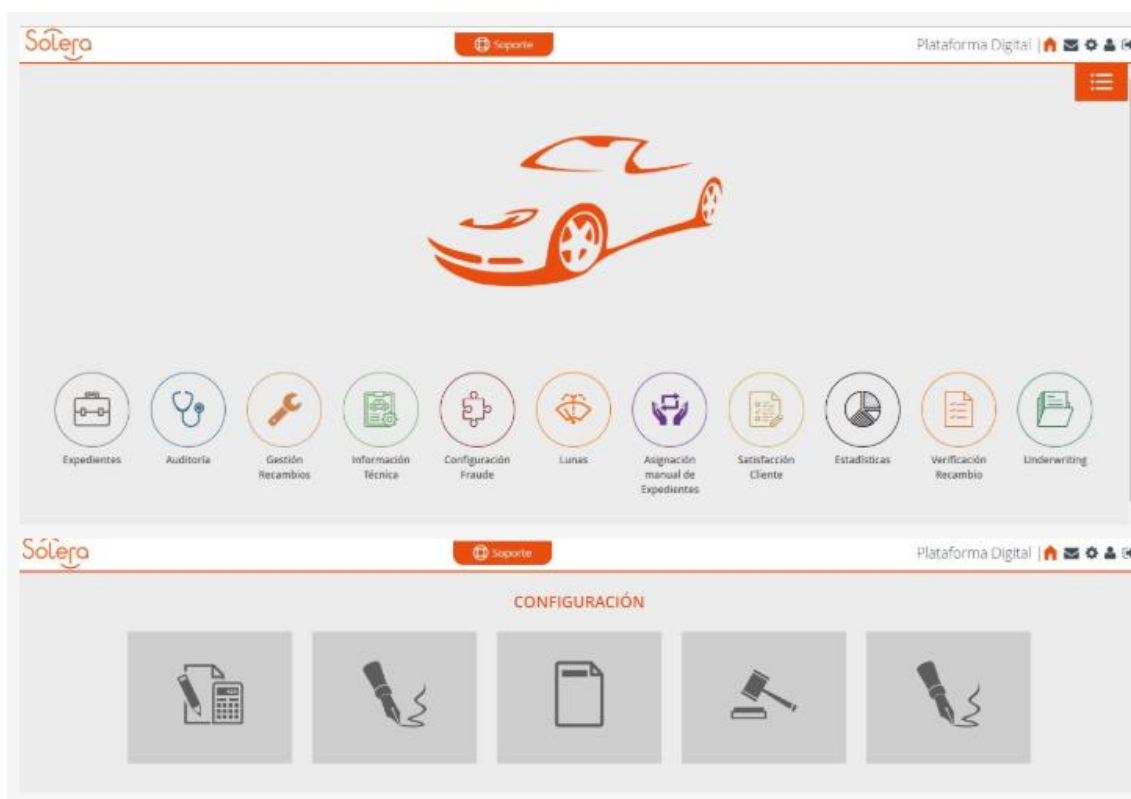 Solera
Soporte
Plataforma Digital |
Expedientes
Auditoría
Gestión
Recambios
Información
Técnica
Configuración
Fraude
Lunas
Asignación
manual de
Expedientes
Satisfacción
Cliente
Estadísticas
Verificación
Recambio
Underwriting
Solera
Soporte
Plataforma Digital |
CONFIGURACIÓN